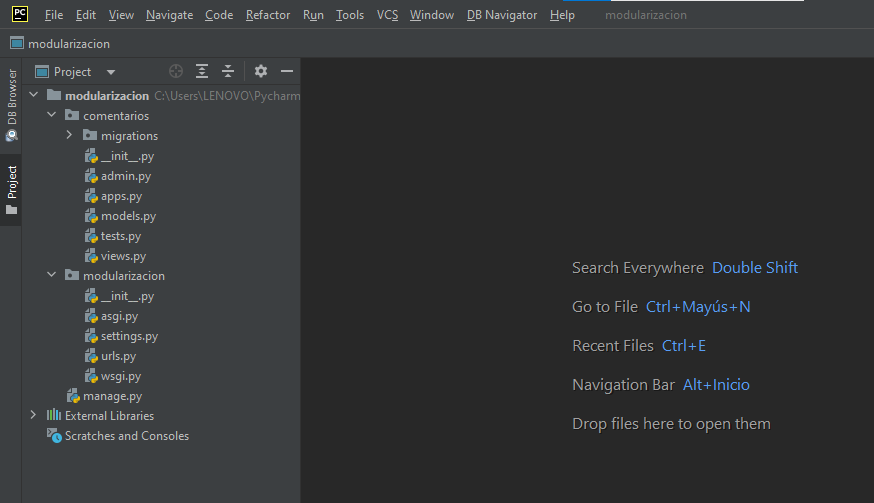 PC File Edit View Navigate Code Refactor Run Tools VCS Window DB Navigator Help modularizacion
modularizacion
Project
DB Browser
Project
modularizacion C:\Users\LENOVO\Pycharm
comentarios
migrations
__init__.py
admin.py
apps.py
models.py
tests.py
views.py
modularizacion
__init__.py
asgi.py
settings.py
urls.py
wsgi.py
manage.py
External Libraries
Scratches and Consoles
Search Everywhere Double Shift
Go to File Ctrl+Mayús+N
Recent Files Ctrl+E
Navigation Bar Alt+Inicio
Drop files here to open them